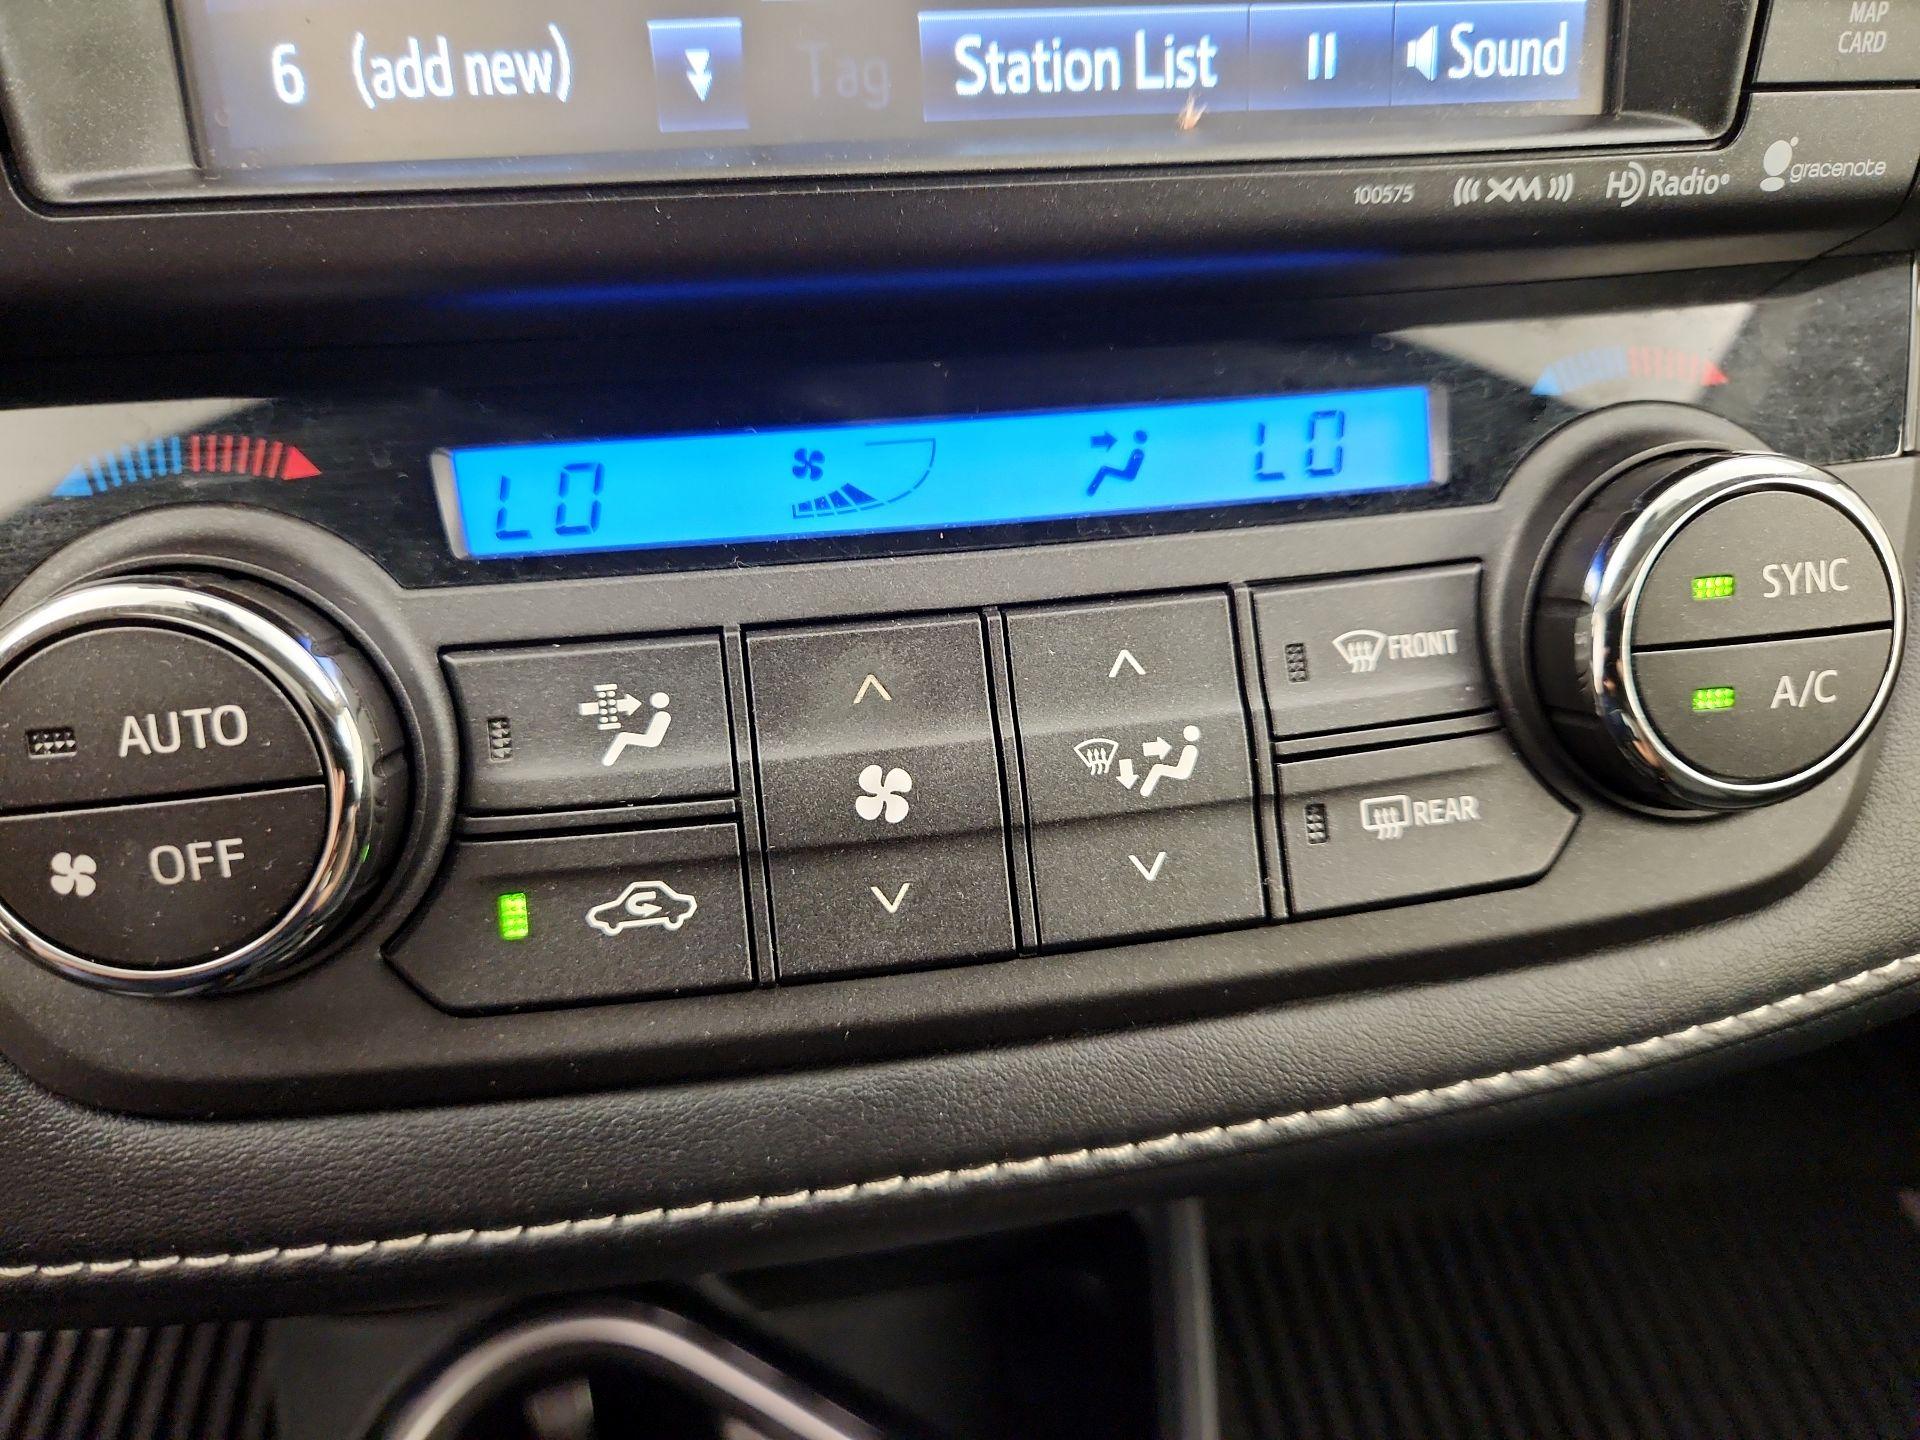 6 (add new) Tag Station List Sound
MAP
CARD
100575 XM HD Radio® gracenote
LO LO
AUTO
OFF
FRONT
REAR
SYNC
A/C